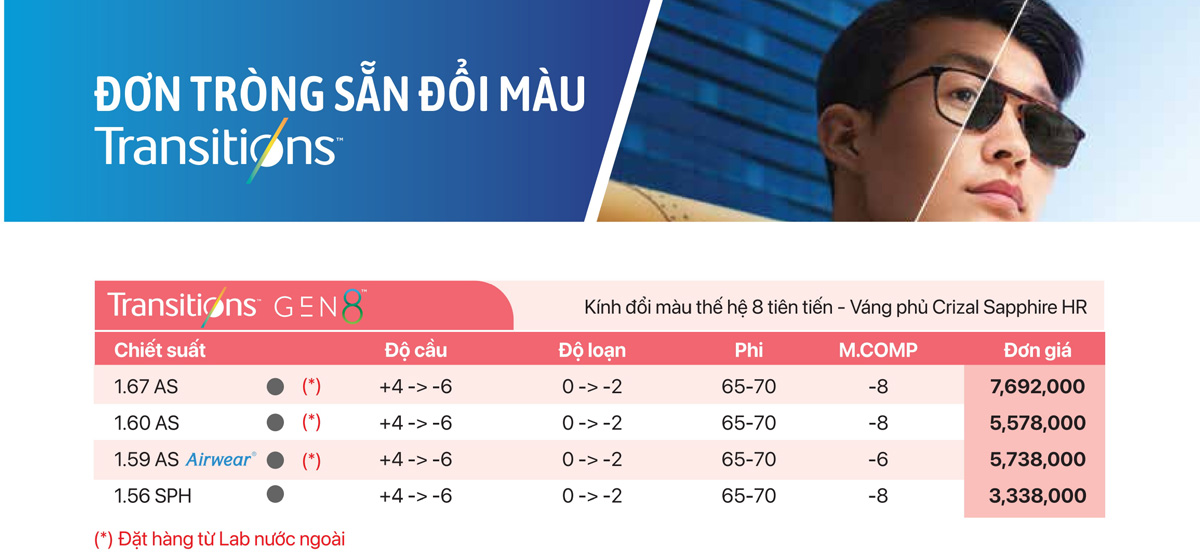 ĐƠN TRÒNG SẴN ĐỔI MÀU
Transitions™
Transitions™ GEN 8™ Kính đổi màu thế hệ 8 tiên tiến - Váng phủ Crizal Sapphire HR
Chiết suất Độ cầu Độ loạn Phi M.COMP Đơn giá
1.67 AS (*) +4 -> -6 0 -> -2 65-70 -8 7,692,000
1.60 AS (*) +4 -> -6 0 -> -2 65-70 -8 5,578,000
1.59 AS Airwear® (*) +4 -> -6 0 -> -2 65-70 -6 5,738,000
1.56 SPH +4 -> -6 0 -> -2 65-70 -8 3,338,000
(*) Đặt hàng từ Lab nước ngoài